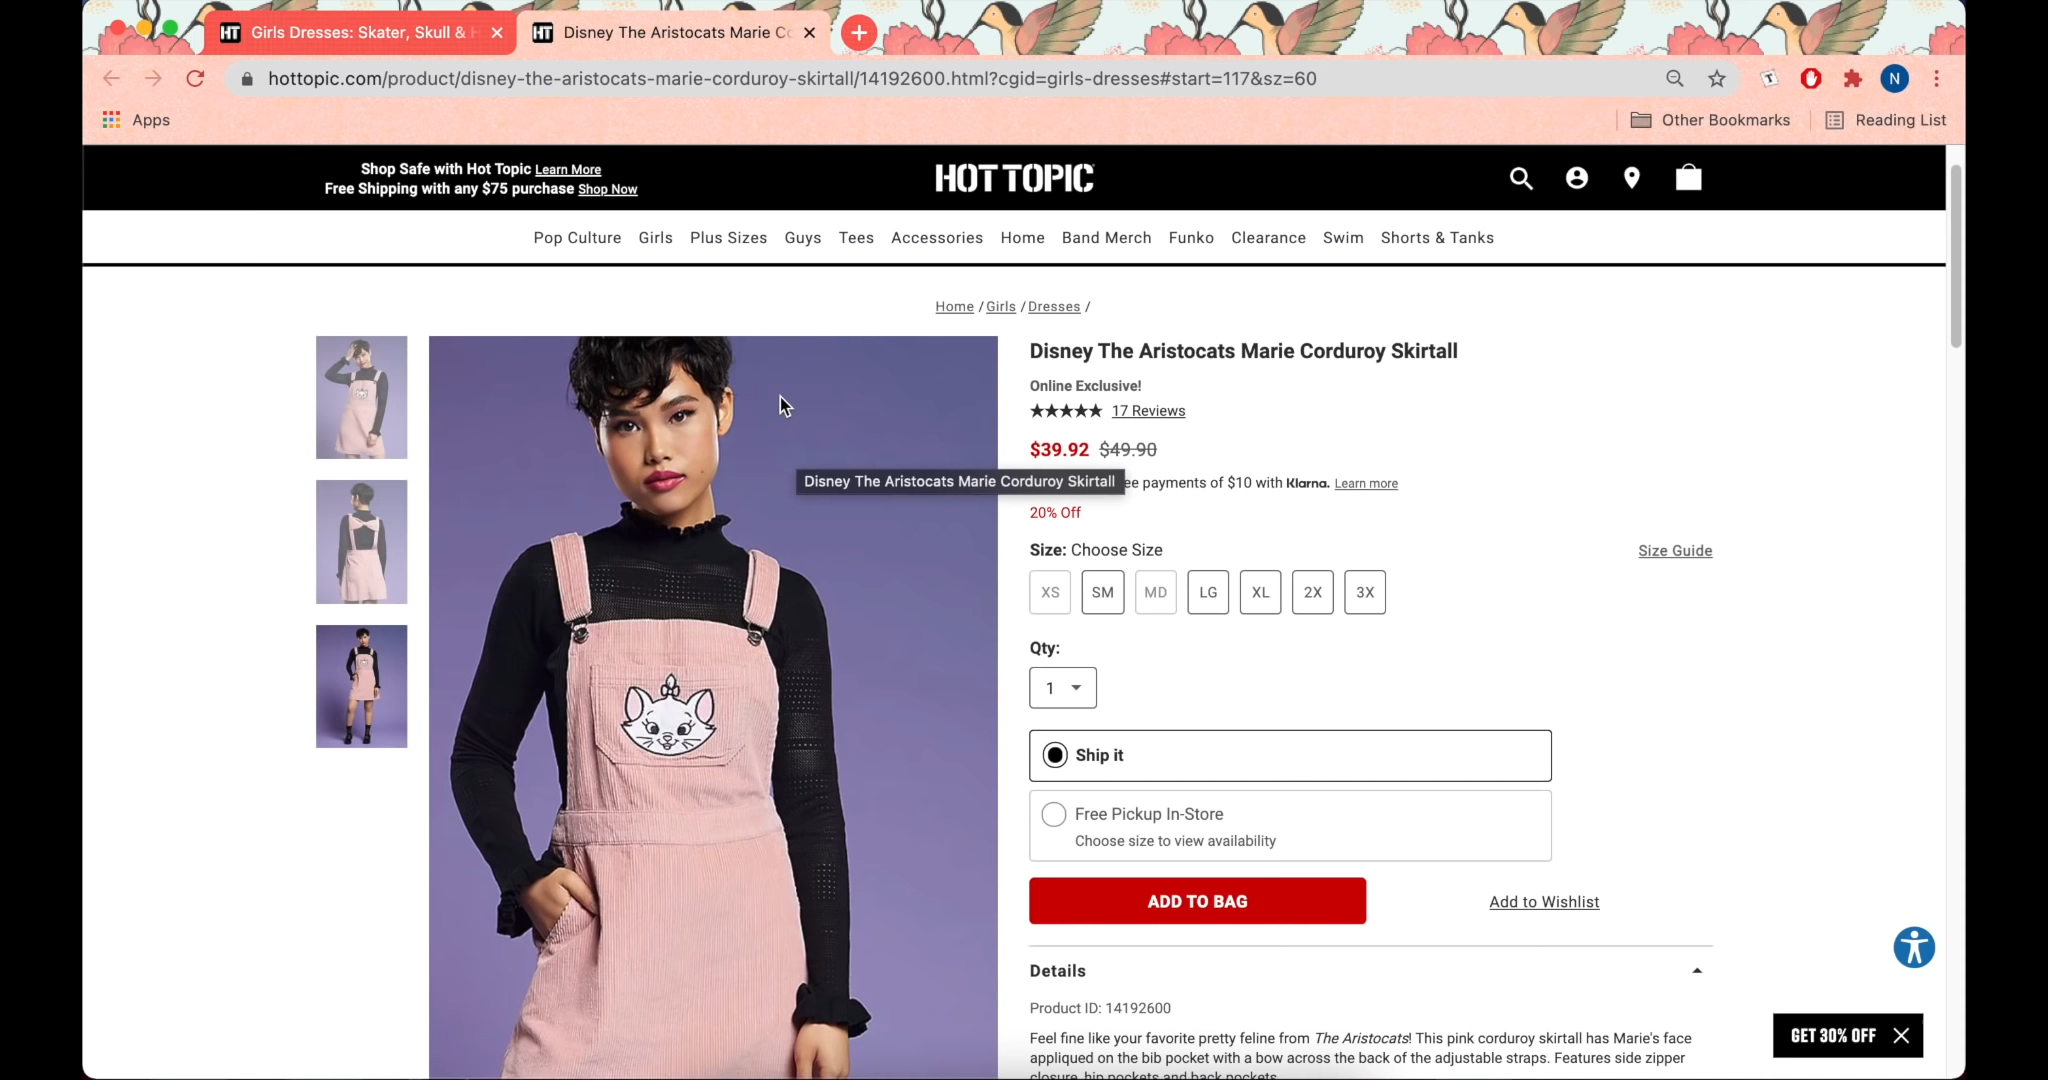 Girls Dresses: Skater, Skull &
Disney The Aristocats Marie
hottopic.com/product/disney-the-aristocats-marie-corduroy-skirtall/14192600.html?cgid=girls-dresses#start=117&sz=60
N
Apps
Other Bookmarks
Reading List
Shop Safe with Hot Topic Learn More
Free Shipping with any $75 purchase Shop Now
HOT TOPIC
Pop Culture Girls Plus Sizes Guys Tees Accessories Home Band Merch Funko Clearance Swim Shorts & Tanks
Home / Girls / Dresses /
Disney The Aristocats Marie Corduroy Skirtall
Online Exclusive!
17 Reviews
$39.92 $49.90
Disney The Aristocats Marie Corduroy Skirtall
payments of $10 with Klarna. Learn more
20% Off
Size: Choose Size
Size Guide
XS SM MD LG XL 2X 3X
Qty:
1
Ship it
Free Pickup In-Store
Choose size to view availability
ADD TO BAG
Add to Wishlist
Details
Product ID: 14192600
Feel fine like your favorite pretty feline from The Aristocats! This pink corduroy skirtall has Marie's face
appliqued on the bib pocket with a bow across the back of the adjustable straps. Features side zipper
closure, hip pockets and back pockets.
GET 30% OFF